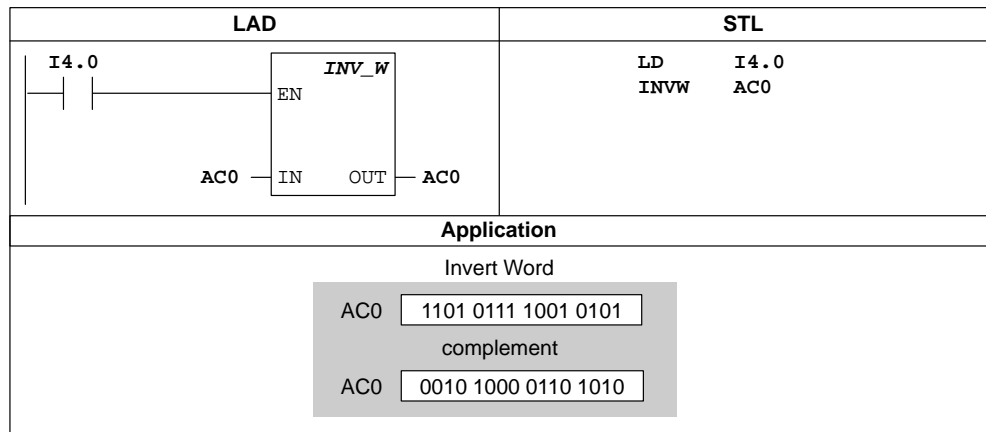 LAD STL
I4.0 INV_W LD I4.0
EN INVW AC0
AC0 IN OUT AC0
Application
Invert Word
AC0 1101 0111 1001 0101
complement
AC0 0010 1000 0110 1010